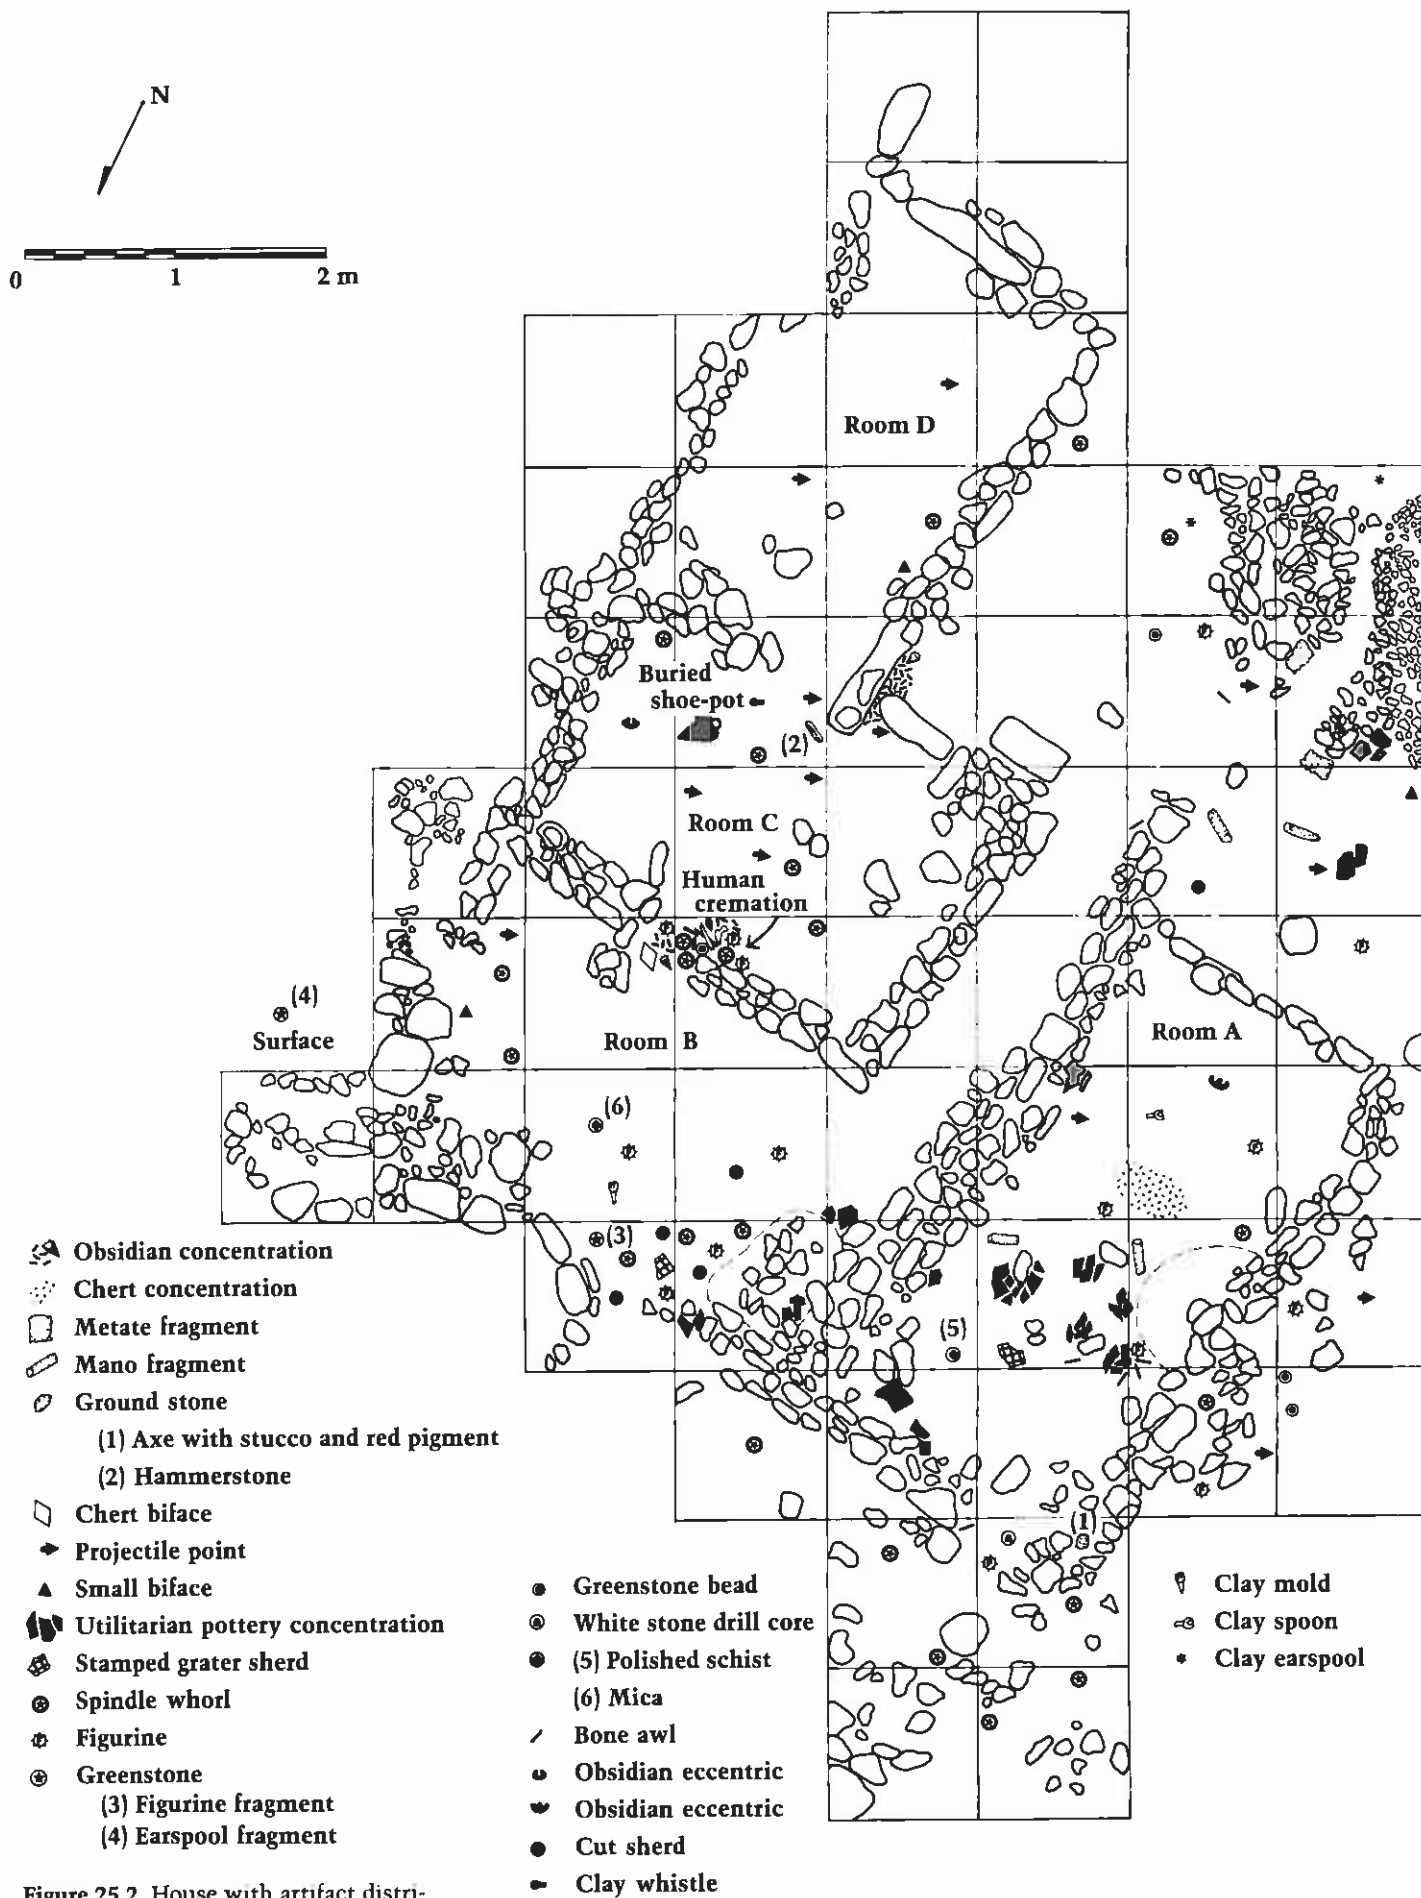 N
0 1 2 m
Room D
Buried
shoe-pot
(2)
Room C
Human
cremation
(4)
Surface
Room B
Room A
(6)
(3)
(5)
(1)
Obsidian concentration
Chert concentration
Metate fragment
Mano fragment
Ground stone
(1) Axe with stucco and red pigment
(2) Hammerstone
Chert biface
Projectile point
Small biface
Utilitarian pottery concentration
Stamped grater sherd
Spindle whorl
Figurine
Greenstone
(3) Figurine fragment
(4) Earspool fragment
Greenstone bead
White stone drill core
(5) Polished schist
(6) Mica
Bone awl
Obsidian eccentric
Obsidian eccentric
Cut sherd
Clay whistle
Clay mold
Clay spoon
Clay earspool
Figure 25.2 House with artifact distri-